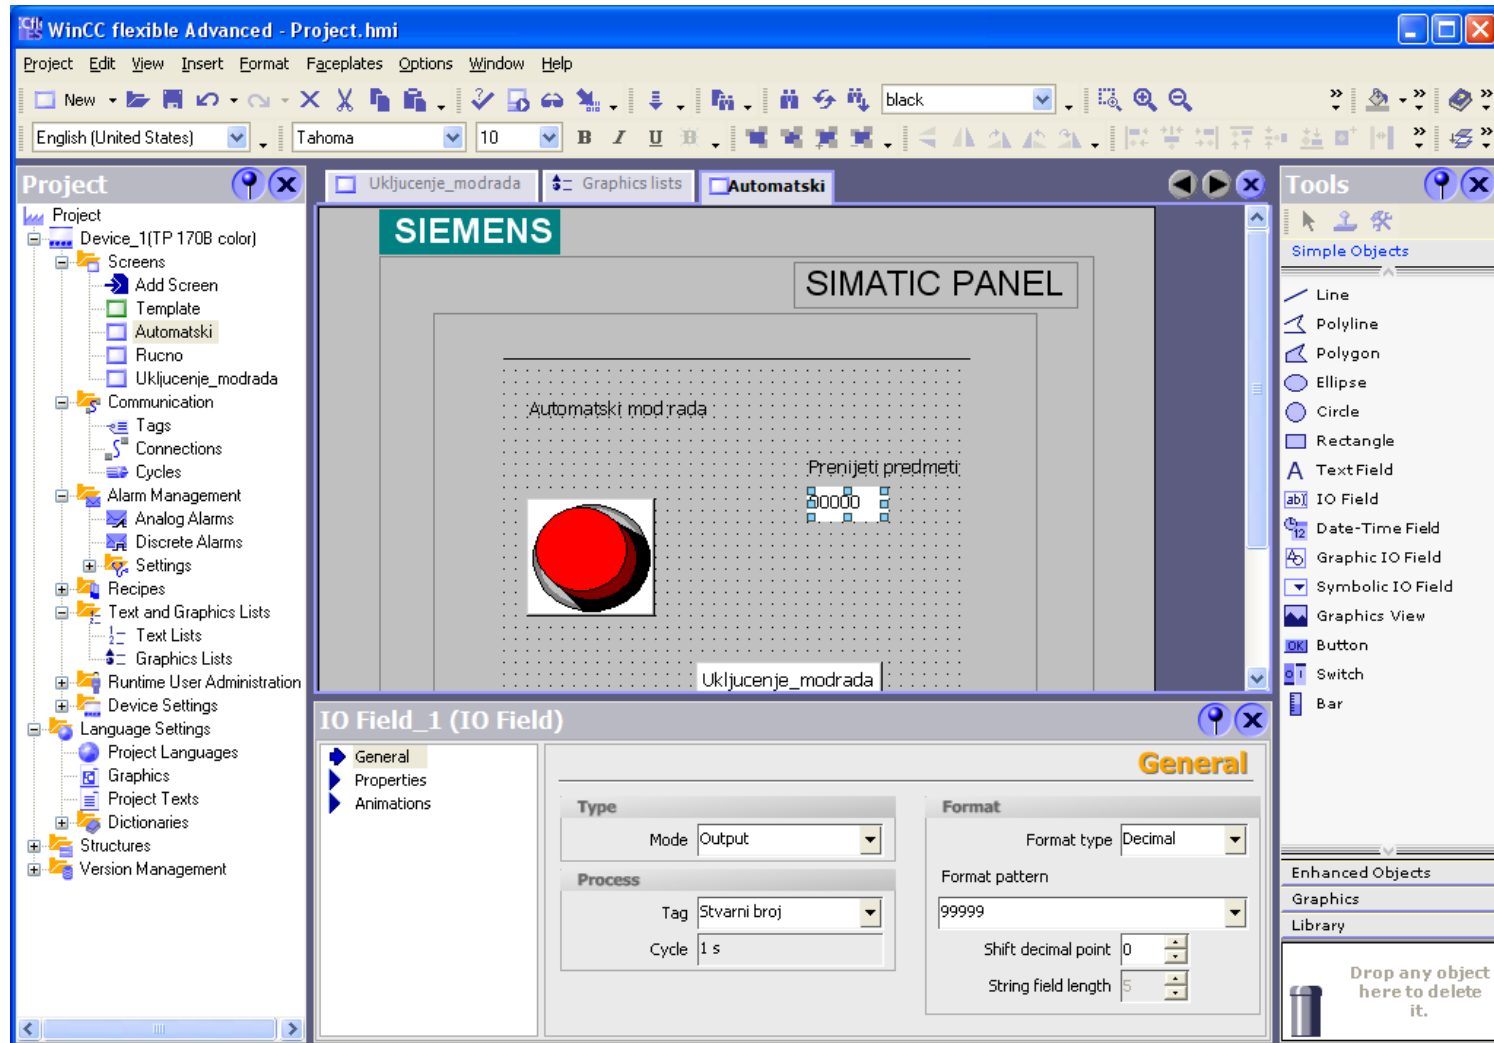 WinCC flexible Advanced - Project.hmi
Project Edit View Insert Format Faceplates Options Window Help
New black
English (United States) Tahoma 10 B I U
Project
Project
Device_1(TP 170B color)
Screens
Add Screen
Template
Automatski
Rucno
Ukljucenje_modrada
Communication
Tags
Connections
Cycles
Alarm Management
Analog Alarms
Discrete Alarms
Settings
Recipes
Text and Graphics Lists
Text Lists
Graphics Lists
Runtime User Administration
Device Settings
Language Settings
Project Languages
Graphics
Project Texts
Dictionaries
Structures
Version Management
Ukljucenje_modrada Graphics lists Automatski
SIEMENS
SIMATIC PANEL
Automatski mod rada
Prenijeti predmeti
00000
Ukljucenje_modrada
IO Field_1 (IO Field)
General
Properties
Animations
General
Type
Mode Output
Process
Tag Stvarni broj
Cycle 1 s
Format
Format type Decimal
Format pattern
99999
Shift decimal point 0
String field length 5
Tools
Simple Objects
Line
Polyline
Polygon
Ellipse
Circle
Rectangle
A Text Field
IO Field
Date-Time Field
Graphic IO Field
Symbolic IO Field
Graphics View
OK Button
Switch
Bar
Enhanced Objects
Graphics
Library
Drop any object
here to delete
it.